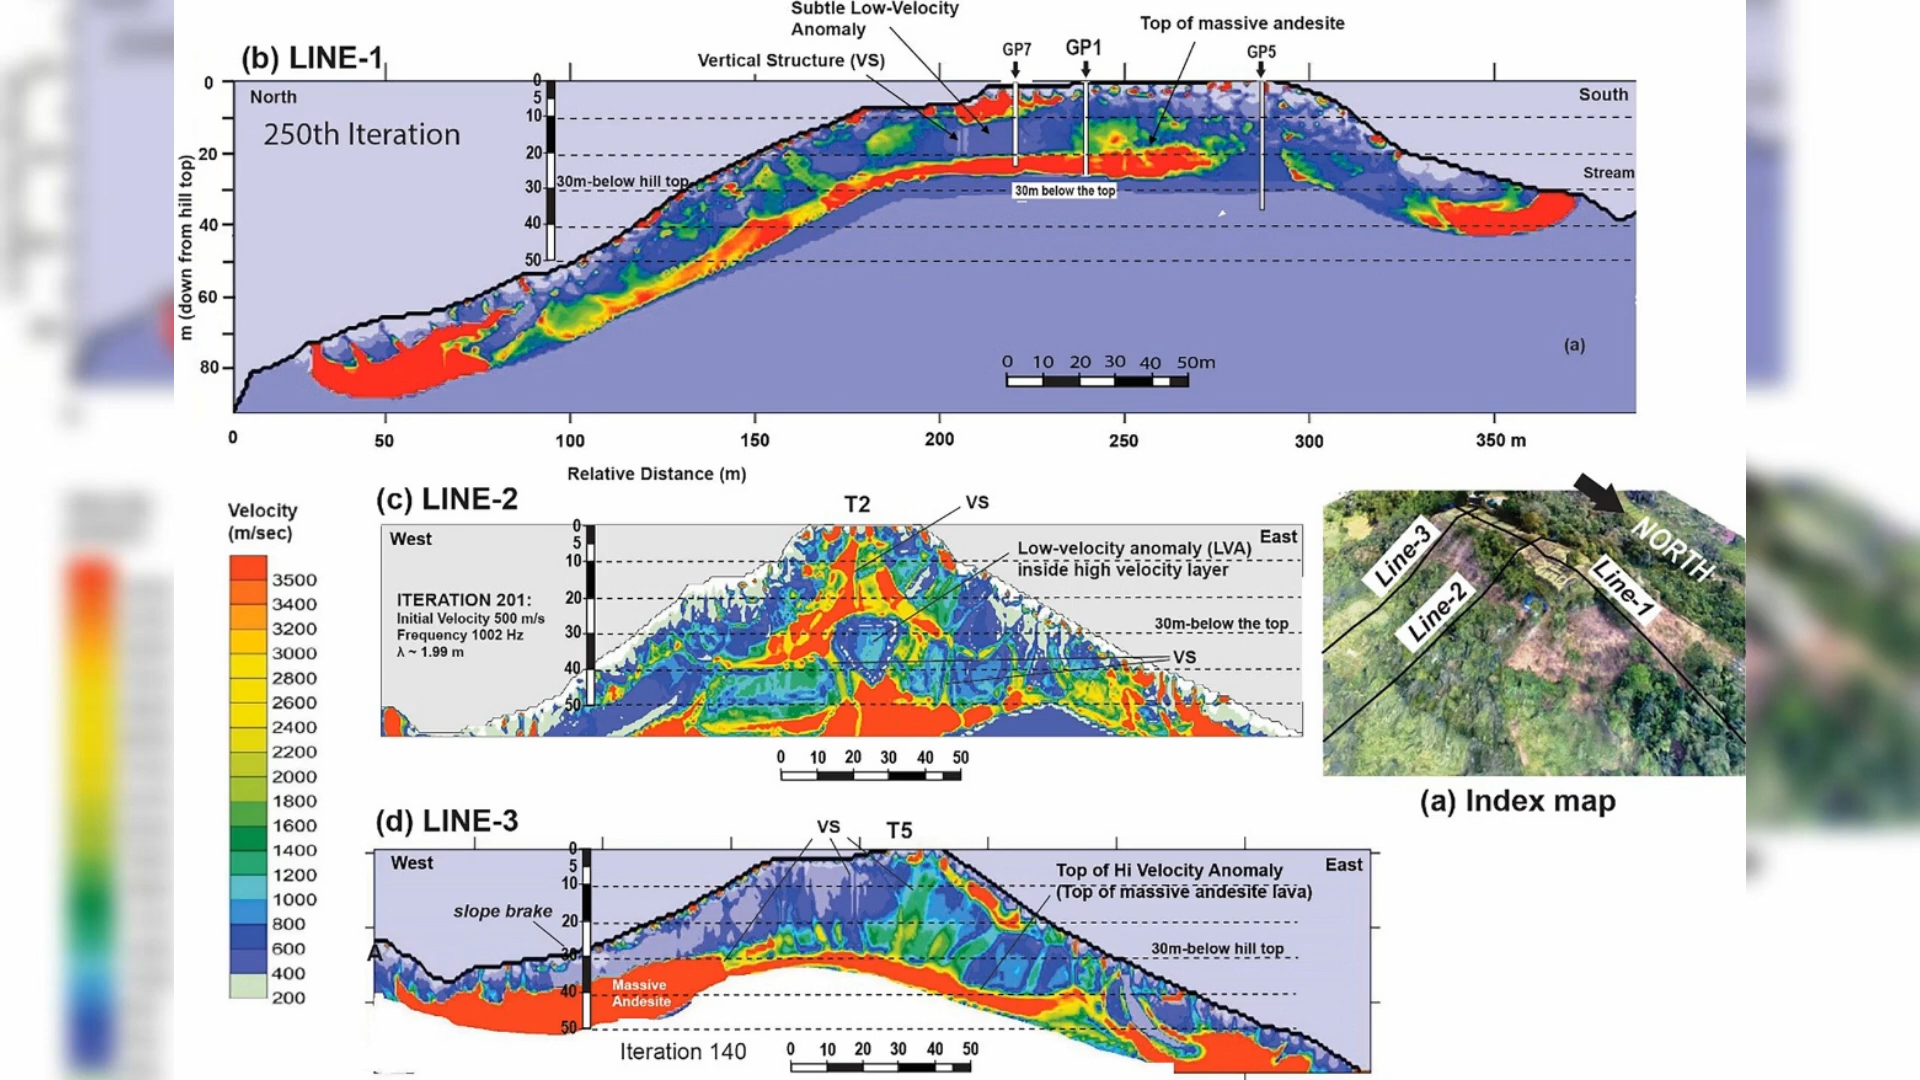 Subtle Low-Velocity
Anomaly
Top of massive andesite
(b) LINE-1
Vertical Structure (VS)
GP7
GP1
GP5
North
South
250th Iteration
0
20
40
60
80
m (down from hill top)
0
5
10
20
30
40
50
30m-below hill top
30m below the top
Stream
(a)
0 10 20 30 40 50m
0 50 100 150 200 250 300 350 m
Relative Distance (m)
(c) LINE-2
T2
VS
West
East
Low-velocity anomaly (LVA)
inside high velocity layer
ITERATION 201:
Initial Velocity 500 m/s
Frequency 1002 Hz
λ ~ 1.99 m
0
5
10
20
30
40
50
30m-below the top
VS
0 10 20 30 40 50
Velocity
(m/sec)
3500
3400
3200
3000
2800
2600
2400
2200
2000
1800
1600
1400
1200
1000
800
600
400
200
NORTH
Line-3
Line-2
Line-1
(a) Index map
(d) LINE-3
VS
T5
West
East
Top of Hi Velocity Anomaly
(Top of massive andesite lava)
slope brake
A
0
5
10
20
30
40
50
30m-below hill top
Massive
Andesite
Iteration 140
0 10 20 30 40 50